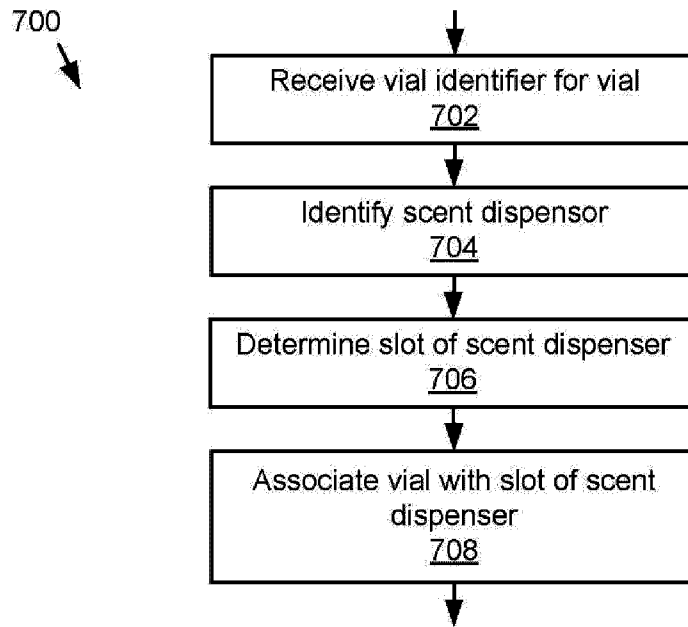 700
Receive vial identifier for vial
702
Identify scent dispensor
704
Determine slot of scent dispenser
706
Associate vial with slot of scent
dispenser
708